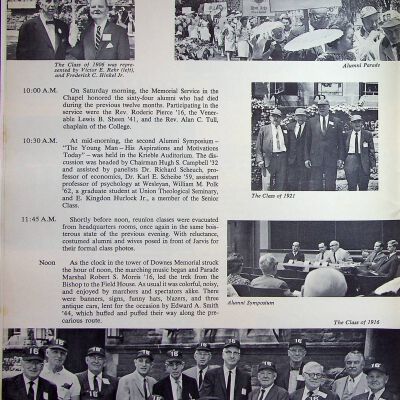 The Class of 1906 was repre-
sented by Victor E. Rehr (left),
and Frederick C. Hinkel Jr.
Alumni Parade
10:00 A.M. On Saturday morning, the Memorial Service in the
Chapel honored the sixty-four alumni who had died
during the previous twelve months. Participating in the
service were the Rev. Roderic Pierce '16, the Vener-
able Lewis B. Sheen '41, and the Rev. Alan C. Tull,
chaplain of the College.
10:30 A.M. At mid-morning, the second Alumni Symposium–
"The Young Man–His Aspirations and Motivations
Today"– was held in the Krieble Auditorium. The dis-
cussion was headed by Chairman Hugh S. Campbell '32
and assisted by panelists Dr. Richard Scheuch, pro-
fessor of economics, Dr. Karl E. Scheibe '59, assistant
professor of psychology at Wesleyan, William M. Polk
'62, a graduate student at Union Theological Seminary,
and E. Kingdon Hurlock Jr., a member of the Senior
Class.
The Class of 1921
11:45 A.M. Shortly before noon, reunion classes were evacuated
from headquarters rooms, once again in the same bois-
terous state of the previous evening. With reluctance,
costumed alumni and wives posed in front of Jarvis for
their formal class photos.
Noon As the clock in the tower of Downes Memorial struck
the hour of noon, the marching music began and Parade
Marshal Robert S. Morris '16, led the trek from the
Bishop to the Field House. As usual it was colorful, noisy,
and enjoyed by marchers and spectators alike. There
were banners, signs, funny hats, blazers, and three
antique cars, lent for the occasion by Edward A. Smith
'44, which huffed and puffed their way along the pre-
carious route.
Alumni Symposium
The Class of 1916
16 16 16 16 16 16